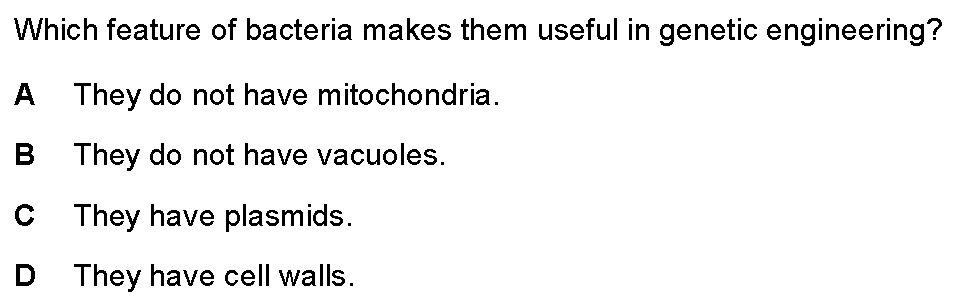 Which feature of bacteria makes them useful in genetic engineering?
A They do not have mitochondria.
B They do not have vacuoles.
C They have plasmids.
D They have cell walls.